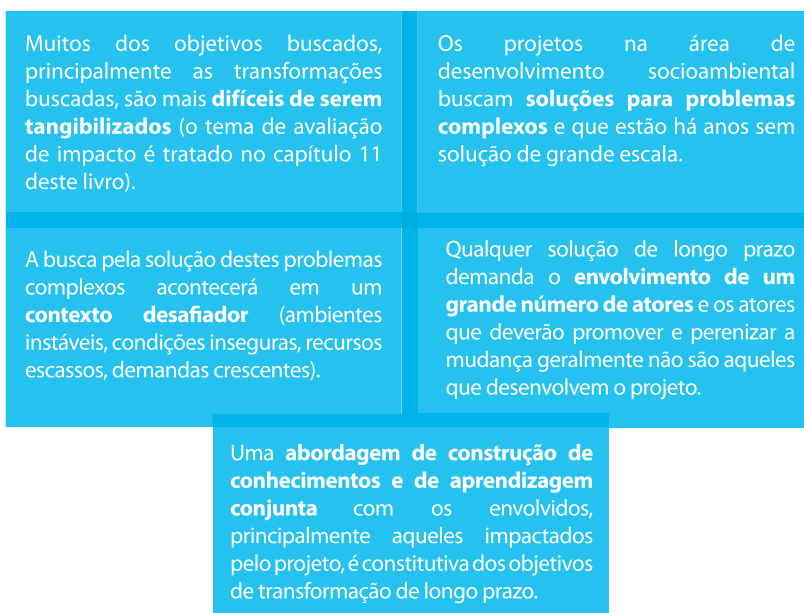 Muitos dos objetivos buscados,
principalmente as transformações
buscadas, são mais difíceis de serem
tangibilizados (o tema de avaliação
de impacto é tratado no capítulo 11
deste livro).
Os projetos na área de
desenvolvimento socioambiental
buscam soluções para problemas
complexos e que estão há anos sem
solução de grande escala.
A busca pela solução destes problemas
complexos acontecerá em um
contexto desafiador (ambientes
instáveis, condições inseguras, recursos
escassos, demandas crescentes).
Qualquer solução de longo prazo
demanda o envolvimento de um
grande número de atores e os atores
que deverão promover e perenizar a
mudança geralmente não são aqueles
que desenvolvem o projeto.
Uma abordagem de construção de
conhecimentos e de aprendizagem
conjunta com os envolvidos,
principalmente aqueles impactados
pelo projeto, é constitutiva dos objetivos
de transformação de longo prazo.